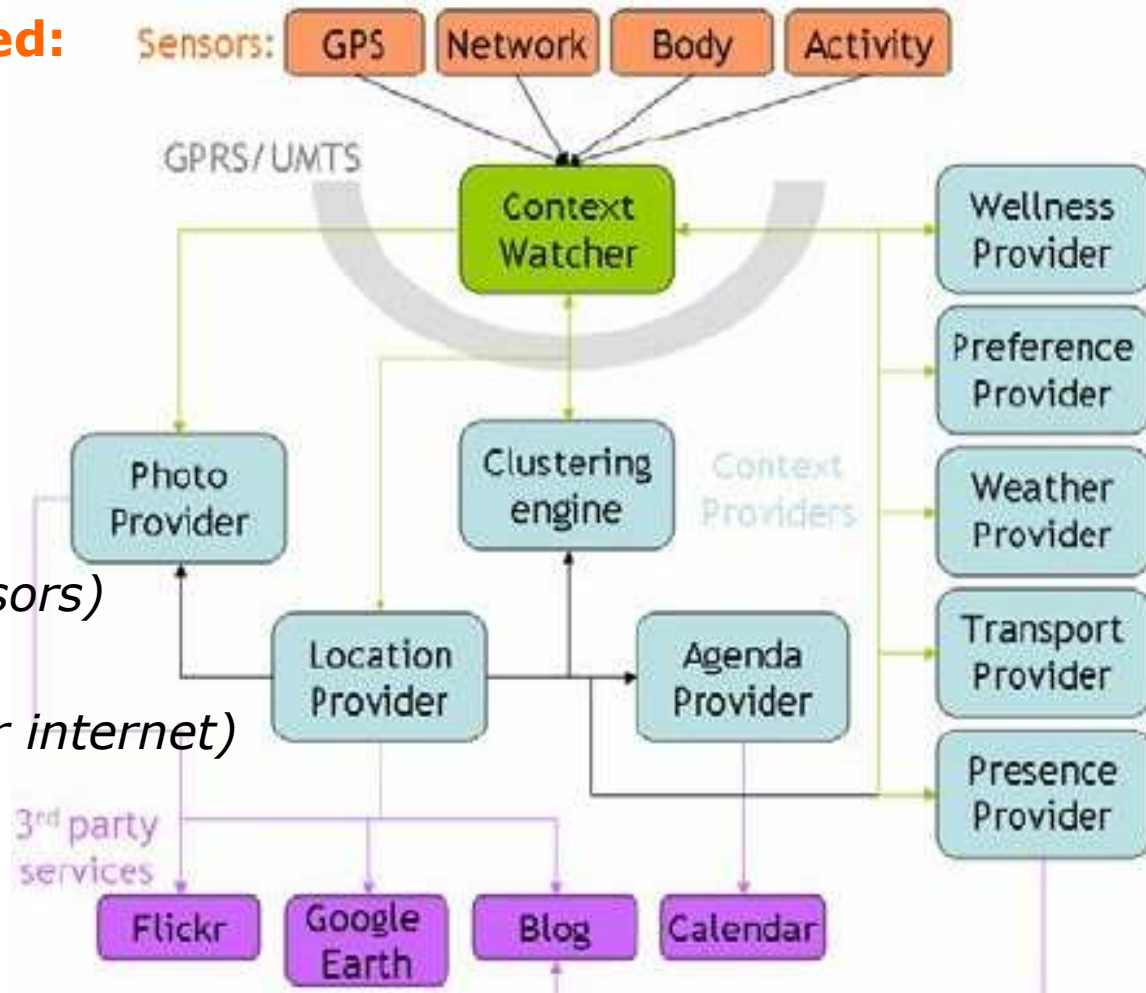 ed:
Sensors:
GPS
Network
Body
Activity
GPRS/UMTS
Context
Watcher
Wellness
Provider
Preference
Provider
Photo
Provider
Clustering
engine
Context
Providers
Weather
Provider
sors)
Location
Provider
Agenda
Provider
Transport
Provider
r internet)
Presence
Provider
3rd party
services
Flickr
Google
Earth
Blog
Calendar